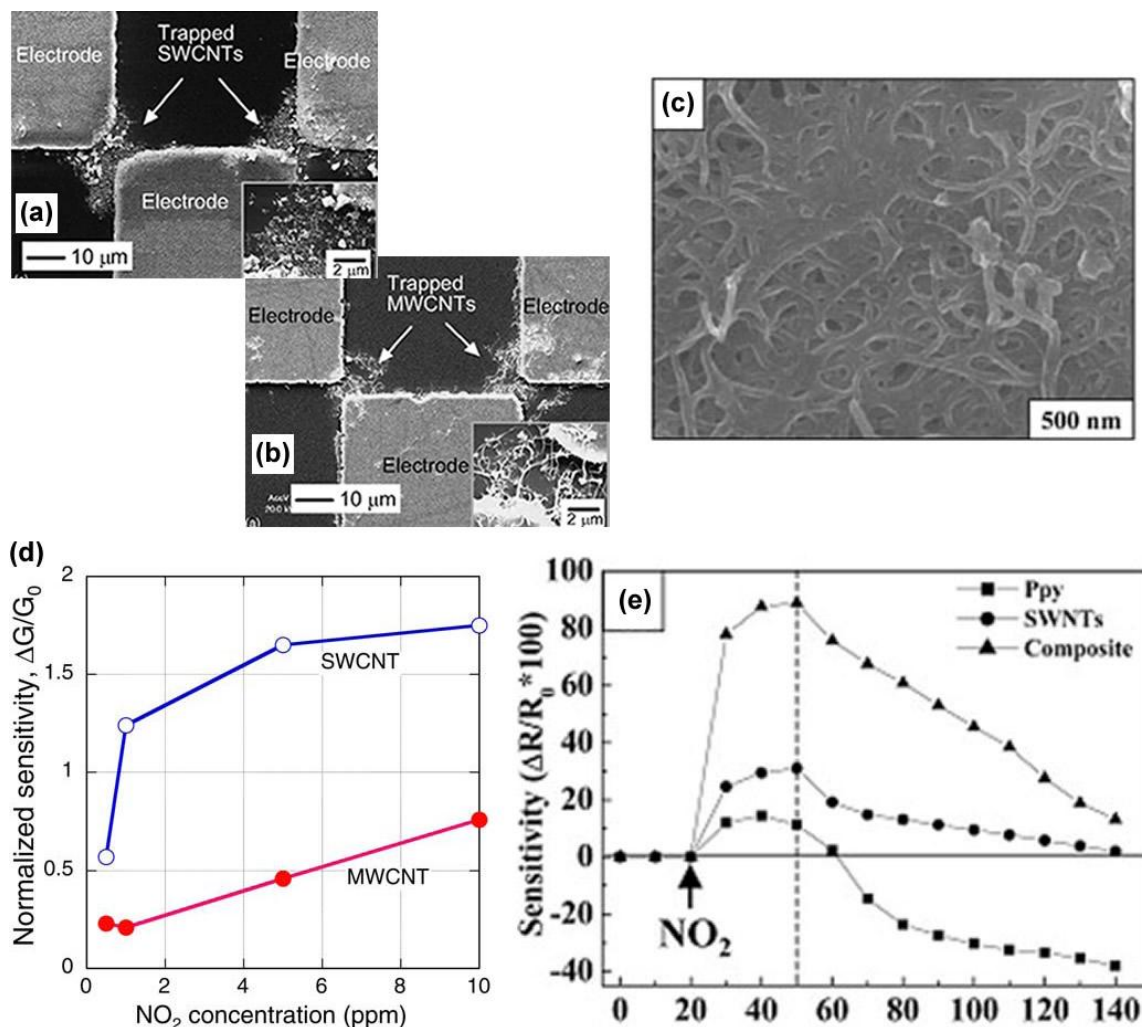 Electrode
Trapped
SWCNTs
Electrode
(a)
Electrode
10 μm
2 μm
Trapped
MWCNTs
Electrode
Electrode
(b)
Electrode
10 μm
2 μm
(c)
500 nm
(d)
2
1.5
1
0.5
0
Normalized sensitivity, ΔG/G₀
SWCNT
MWCNT
0 2 4 6 8 10
NO₂ concentration (ppm)
(e)
100
80
60
40
20
0
-20
-40
Sensitivity (ΔR/R₀*100)
Ppy
SWNTs
Composite
NO₂
0 20 40 60 80 100 120 140